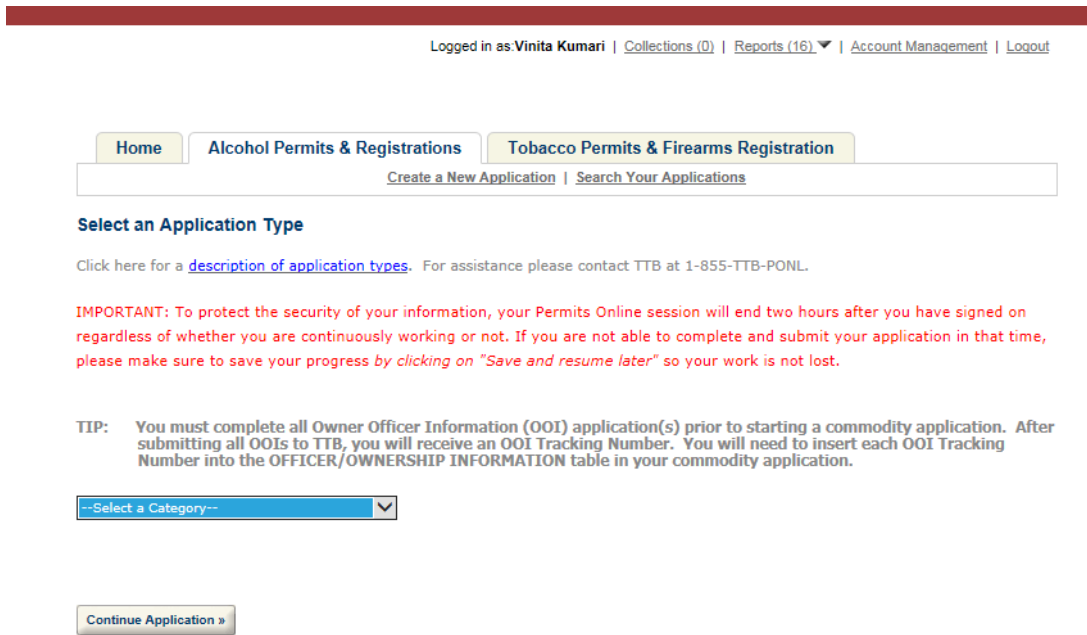 Logged in as:Vinita Kumari | Collections (0) | Reports (16) | Account Management | Logout
Home Alcohol Permits & Registrations Tobacco Permits & Firearms Registration
Create a New Application | Search Your Applications
Select an Application Type
Click here for a description of application types. For assistance please contact TTB at 1-855-TTB-PONL.
IMPORTANT: To protect the security of your information, your Permits Online session will end two hours after you have signed on
regardless of whether you are continuously working or not. If you are not able to complete and submit your application in that time,
please make sure to save your progress by clicking on "Save and resume later" so your work is not lost.
TIP: You must complete all Owner Officer Information (OOI) application(s) prior to starting a commodity application. After
submitting all OOIs to TTB, you will receive an OOI Tracking Number. You will need to insert each OOI Tracking
Number into the OFFICER/OWNERSHIP INFORMATION table in your commodity application.
--Select a Category--
Continue Application »